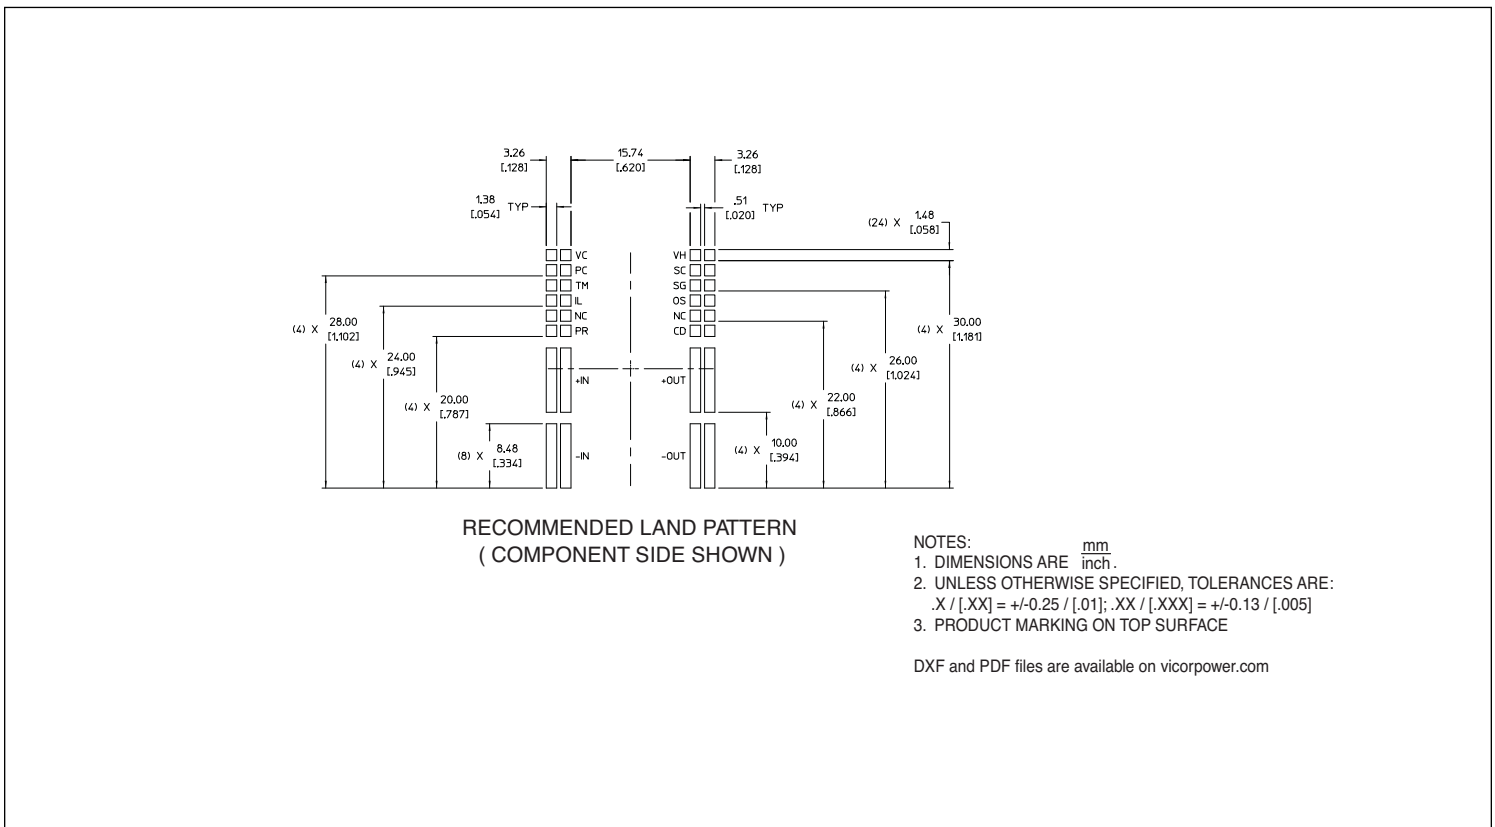 3.26
[.128]
15.74
[.620]
3.26
[.128]
1.38
[.054]
TYP
.51
[.020]
TYP
(24) X
1.48
[.058]
VC
VH
PC
SC
TM
SG
IL
OS
NC
NC
PR
CD
(4) X
28.00
[1.102]
(4) X
30.00
[1.181]
(4) X
24.00
[.945]
(4) X
26.00
[1.024]
+IN
+OUT
(4) X
20.00
[.787]
(4) X
22.00
[.866]
(8) X
8.48
[.334]
-IN
-OUT
(4) X
10.00
[.394]
RECOMMENDED LAND PATTERN
( COMPONENT SIDE SHOWN )
NOTES:
1. DIMENSIONS ARE mm
inch .
2. UNLESS OTHERWISE SPECIFIED, TOLERANCES ARE:
.X / [.XX] = +/-0.25 / [.01]; .XX / [.XXX] = +/-0.13 / [.005]
3. PRODUCT MARKING ON TOP SURFACE
DXF and PDF files are available on vicorpower.com